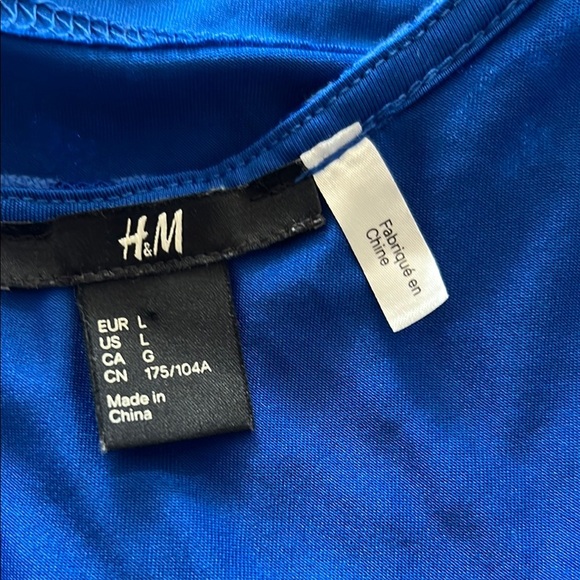 H&M
EUR L
US L
CA G
CN 175/104A
Made in
China
Fabriqué en
Chine